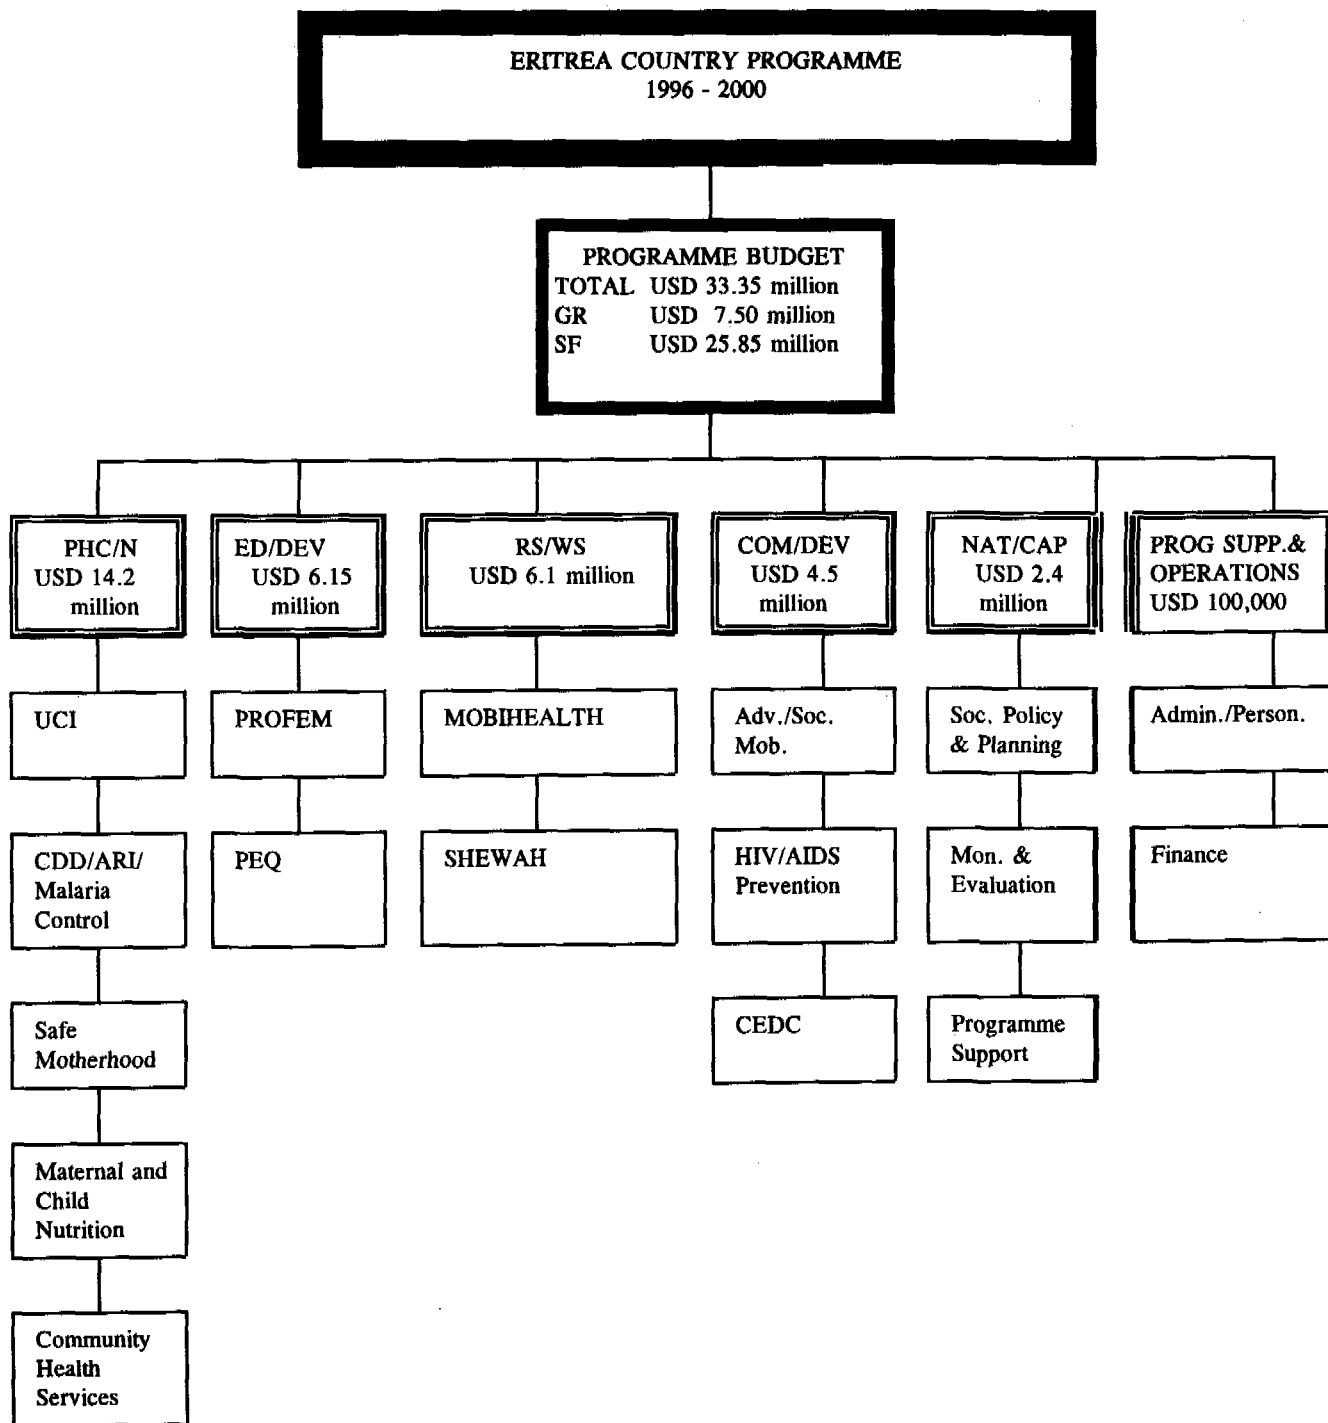 ERITREA COUNTRY PROGRAMME
1996 - 2000
PROGRAMME BUDGET
TOTAL USD 33.35 million
GR USD 7.50 million
SF USD 25.85 million
PHC/N
USD 14.2
million
ED/DEV
USD 6.15
million
RS/WS
USD 6.1 million
COM/DEV
USD 4.5
million
NAT/CAP
USD 2.4
million
PROG SUPP.&
OPERATIONS
USD 100,000
UCI
PROFEM
MOBIHEALTH
Adv./Soc.
Mob.
Soc. Policy
& Planning
Admin./Person.
CDD/ARI/
Malaria
Control
PEQ
SHEWAH
HIV/AIDS
Prevention
Mon. &
Evaluation
Finance
Safe
Motherhood
CEDC
Programme
Support
Maternal and
Child
Nutrition
Community
Health
Services